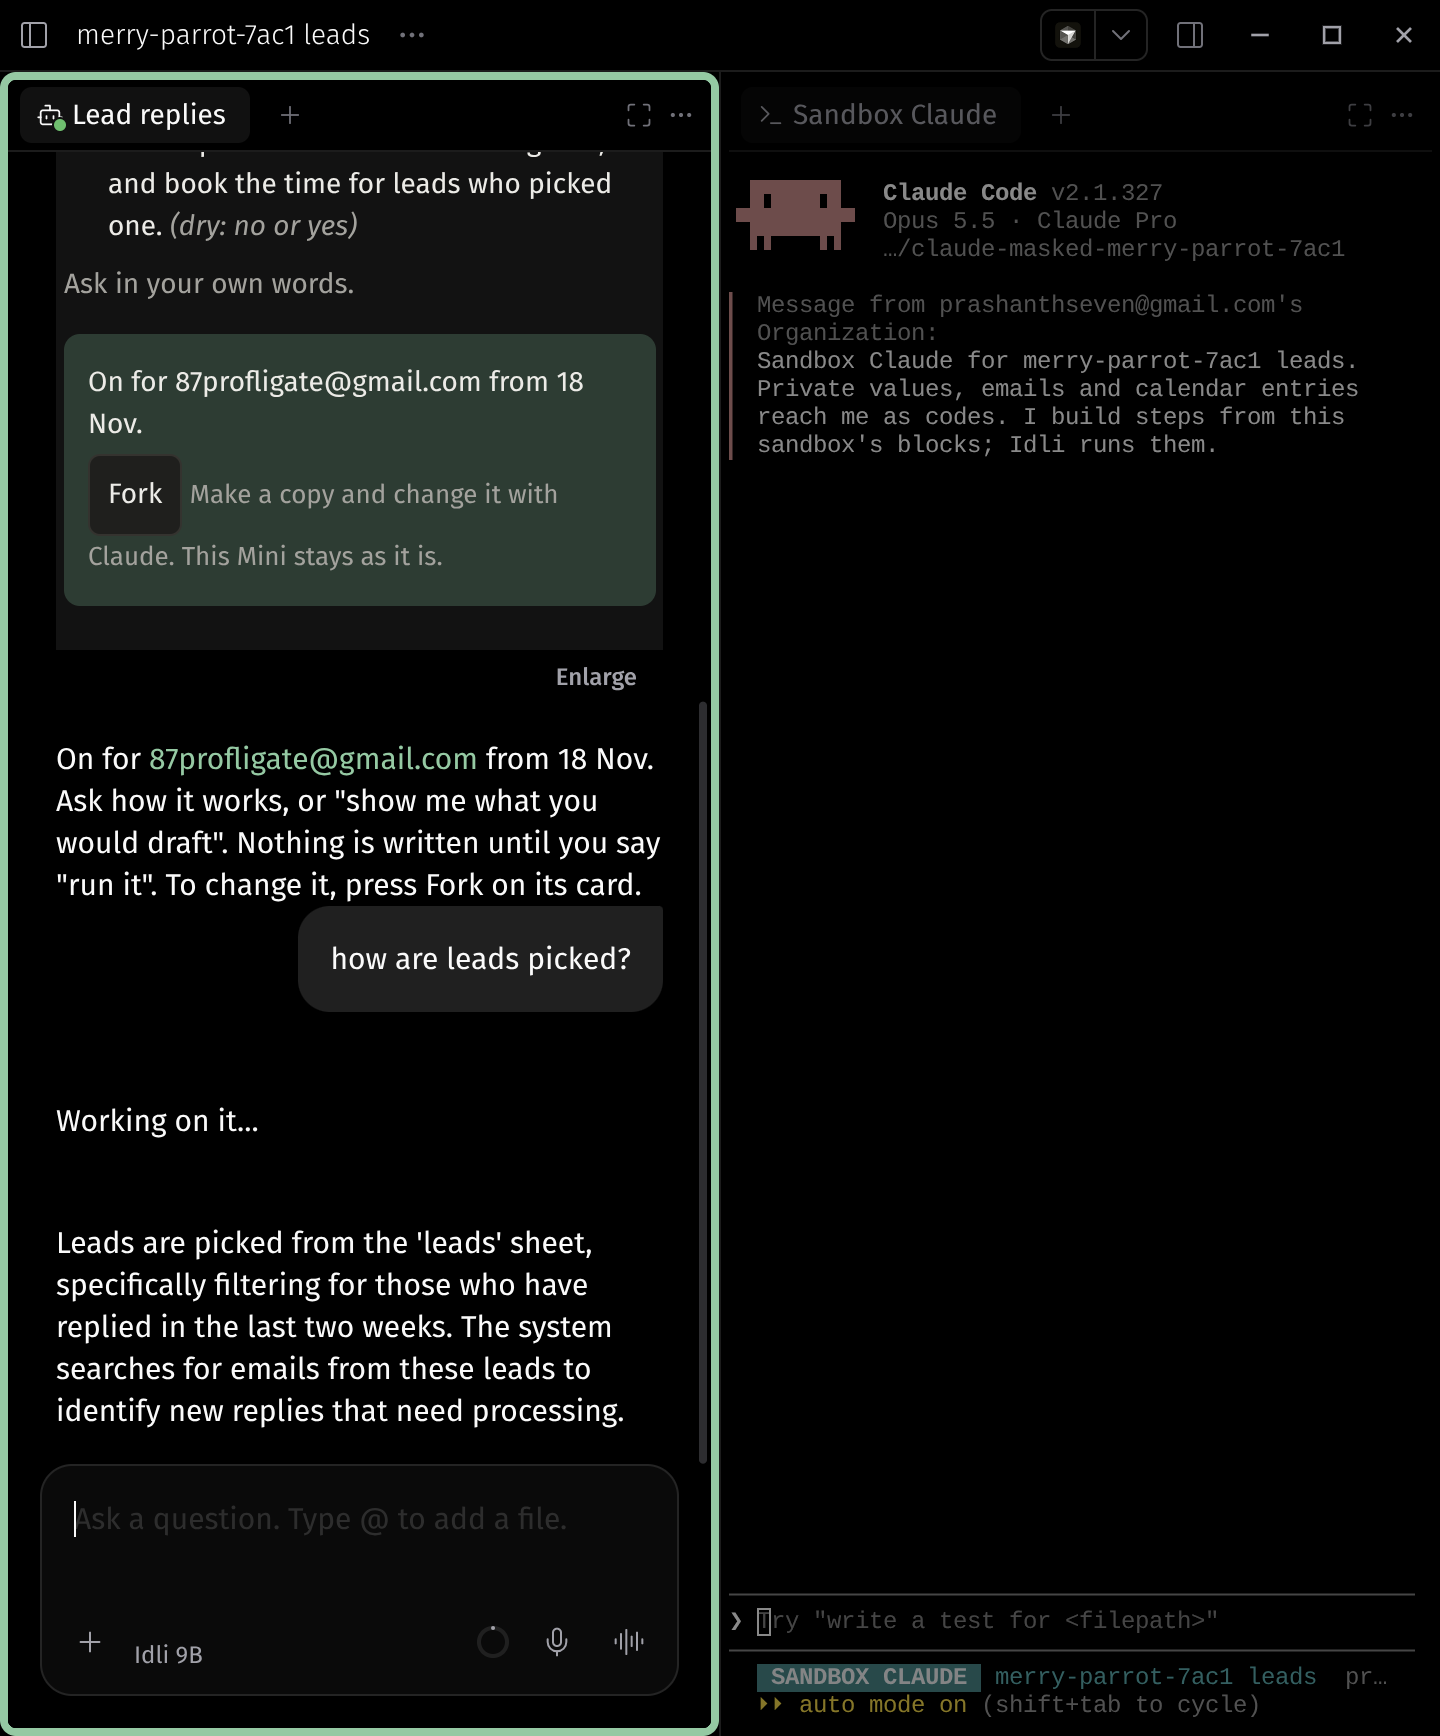 merry-parrot-7ac1 leads
Lead replies
and book the time for leads who picked
one. (dry: no or yes)
Ask in your own words.
On for 87profligate@gmail.com from 18
Nov.
Fork Make a copy and change it with
Claude. This Mini stays as it is.
Enlarge
On for 87profligate@gmail.com from 18 Nov.
Ask how it works, or "show me what you
would draft". Nothing is written until you say
"run it". To change it, press Fork on its card.
how are leads picked?
Working on it...
Leads are picked from the 'leads' sheet,
specifically filtering for those who have
replied in the last two weeks. The system
searches for emails from these leads to
identify new replies that need processing.
Ask a question. Type @ to add a file.
Idli 9B
Sandbox Claude
Claude Code v2.1.327
Opus 5.5 · Claude Pro
…/claude-masked-merry-parrot-7ac1
Message from prashanthseven@gmail.com's
Organization:
Sandbox Claude for merry-parrot-7ac1 leads.
Private values, emails and calendar entries
reach me as codes. I build steps from this
sandbox's blocks; Idli runs them.
❯ Try "write a test for <filepath>"
SANDBOX CLAUDE merry-parrot-7ac1 leads pr…
⏵⏵ auto mode on (shift+tab to cycle)